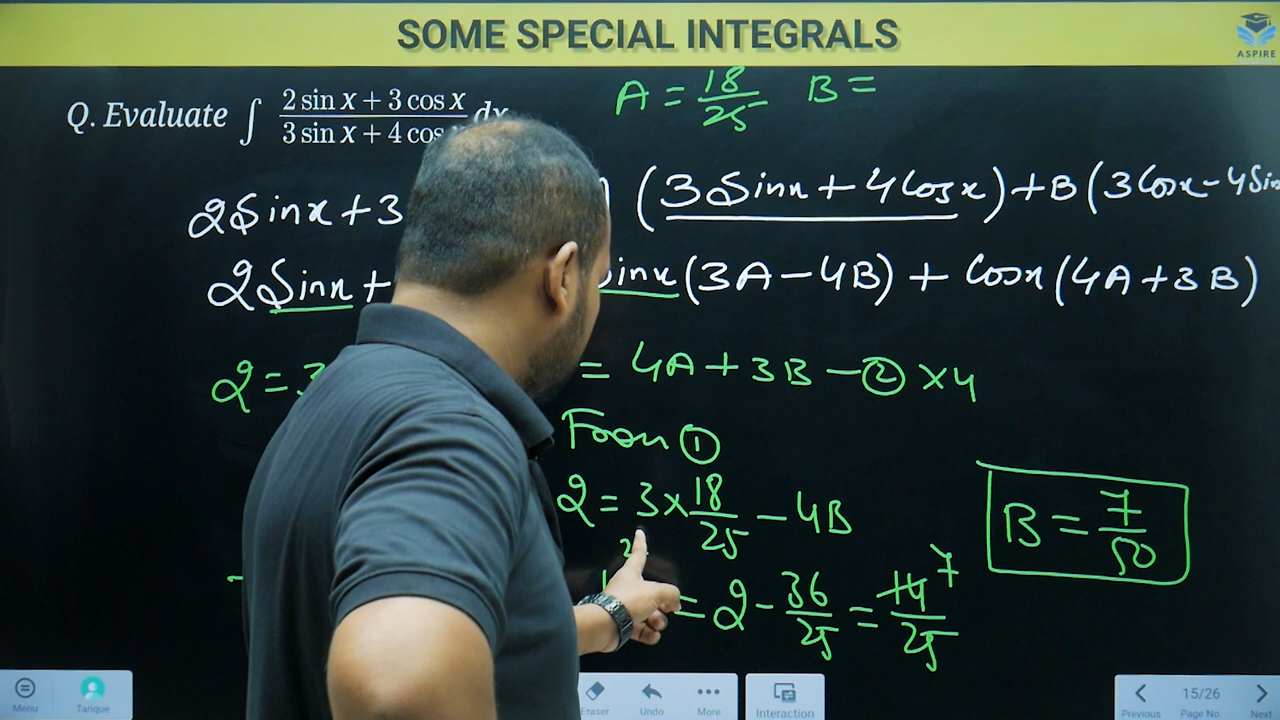 SOME SPECIAL INTEGRALS
ASPIRE
A = 18/25 B =
Q. Evaluate ∫ (2 sin x + 3 cos x)/(3 sin x + 4 cos dx
2Sinx + 3 (3Sinx + 4Cosx) + B(3Cosx - 4Sin
2Sinx + Sinx(3A - 4B) + Cosx(4A + 3B)
2 = 3 = 4A + 3B - ② × 4
From ①
2 = 3 × 18/25 - 4B
= 2 - 36/25 = 14/25 7
B = 7/50
Menu
Tarique
Eraser
Undo
More
Interaction
Previous
15/26
Page No.
Next